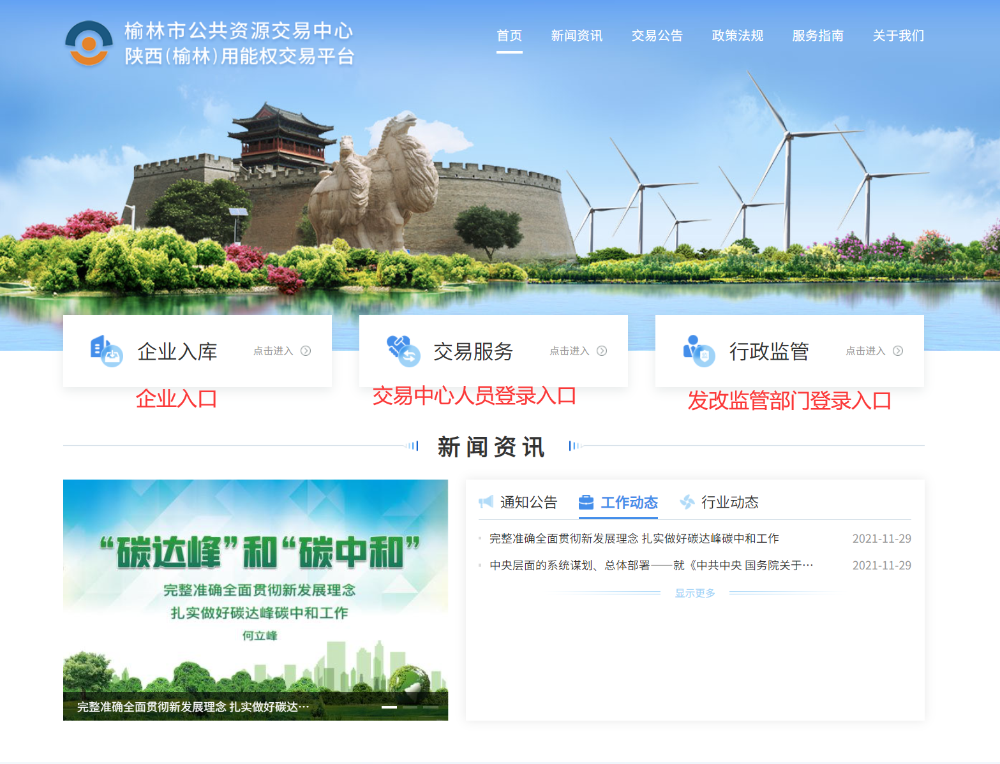 榆林市公共资源交易中心
陕西(榆林)用能权交易平台
首页 新闻资讯 交易公告 政策法规 服务指南 关于我们
企业入库 点击进入
交易服务 点击进入
行政监管 点击进入
企业入口
交易中心人员登录入口
发改监管部门登录入口
新闻资讯
“碳达峰”和“碳中和”
完整准确全面贯彻新发展理念
扎实做好碳达峰碳中和工作
何立峰
完整准确全面贯彻新发展理念 扎实做好碳达…
通知公告 工作动态 行业动态
完整准确全面贯彻新发展理念 扎实做好碳达峰碳中和工作 2021-11-29
中央层面的系统谋划、总体部署——就《中共中央 国务院关于… 2021-11-29
显示更多